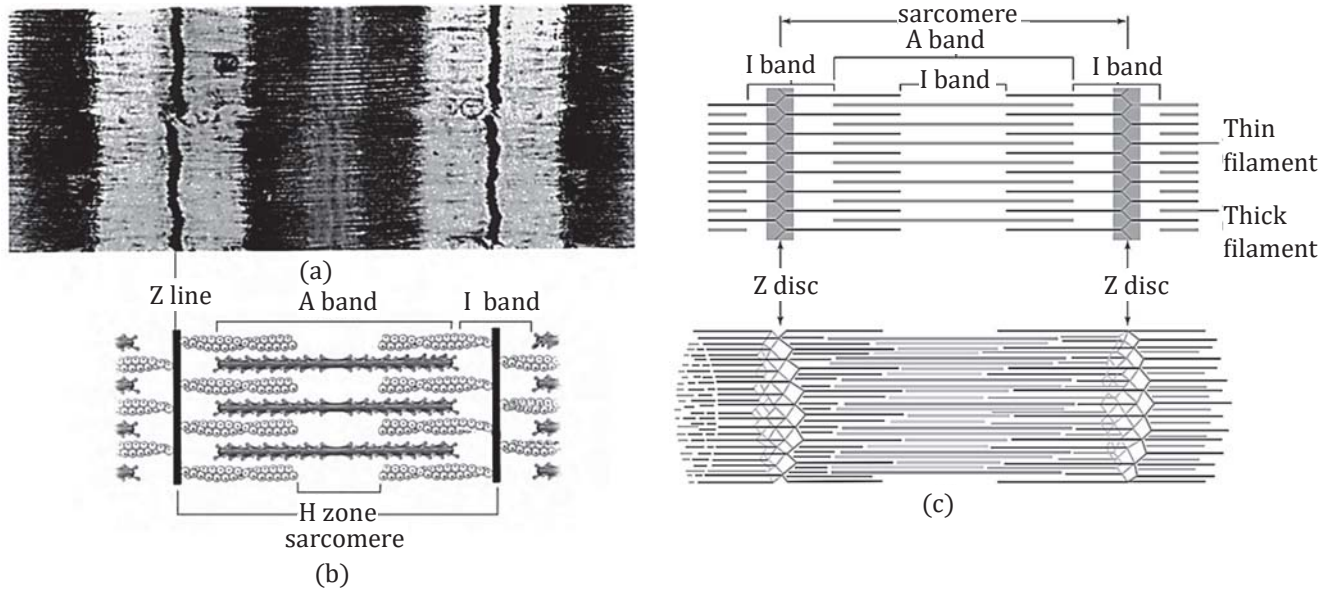 (a)
Z line
A band
I band
H zone
sarcomere
(b)
sarcomere
A band
I band
I band
I band
Thin
filament
Thick
filament
Z disc
Z disc
(c)